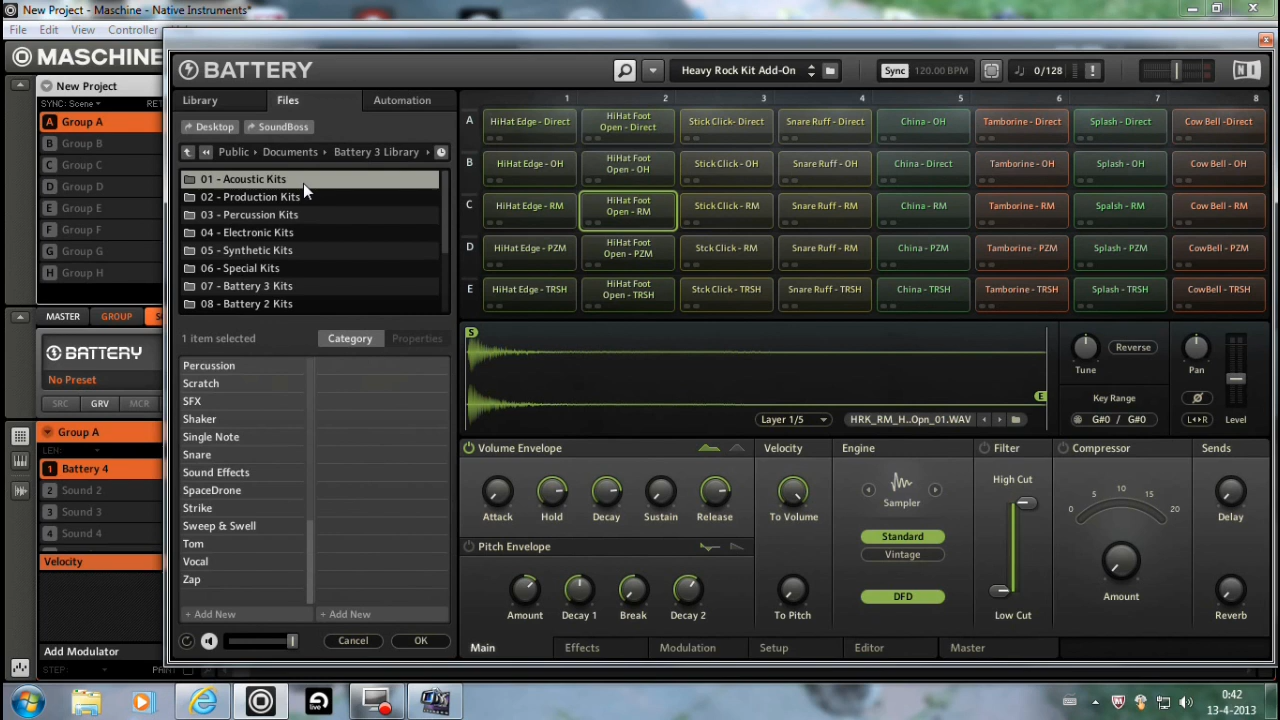 New Project - Maschine - Native Instruments*
File Edit View Controller
MASCHINE
BATTERY
Heavy Rock Kit Add-On
Sync 120.00 BPM
0/128
!
New Project
SYNC: Scene
A Group A
B Group B
C Group C
D Group D
E Group E
F Group F
G Group G
H Group H
MASTER GROUP
BATTERY
No Preset
SRC GRV MCR
Group A
LEN:
1 Battery 4
2 Sound 2
3 Sound 3
4 Sound 4
Velocity
Add Modulator
STEP:
Library Files Automation
Desktop SoundBoss
Public Documents Battery 3 Library
01 - Acoustic Kits
02 - Production Kits
03 - Percussion Kits
04 - Electronic Kits
05 - Synthetic Kits
06 - Special Kits
07 - Battery 3 Kits
08 - Battery 2 Kits
1 item selected Category Properties
Percussion
Scratch
SFX
Shaker
Single Note
Snare
Sound Effects
SpaceDrone
Strike
Sweep & Swell
Tom
Vocal
Zap
+ Add New + Add New
Cancel OK
1 2 3 4 5 6 7 8
A HiHat Edge - Direct HiHat Foot Open - Direct Stick Click - Direct Snare Ruff - Direct China - OH Tamborine - Direct Splash - Direct Cow Bell -Direct
B HiHat Edge - OH HiHat Foot Open - OH Stick Click - OH Snare Ruff - OH China - Direct Tamborine - OH Splash - OH Cow Bell - OH
C HiHat Edge - RM HiHat Foot Open - RM Stick Click - RM Snare Ruff - RM China - RM Tamborine - RM Spalsh - RM Cow Bell - RM
D HiHat Edge - PZM HiHat Foot Open - PZM Stck Click - RM Snare Ruff - PZM China - PZM Tamborine - PZM Splash - PZM CowBell - PZM
E HiHat Edge - TRSH HiHat Foot Open - TRSH Stick Click - TRSH Snare Ruff - TRSH China - TRSH Tamborine - TRSH Splash - TRSH CowBell - TRSH
S
E
Layer 1/5 HRK_RM_H..Opn_01.WAV
Tune Reverse
Pan
Key Range
G#0 / G#0
L↔R Level
Volume Envelope Velocity Engine Filter Compressor Sends
Attack Hold Decay Sustain Release To Volume
Sampler
Standard
Vintage
DFD
High Cut
Low Cut
0 5 10 15 20
Amount
Delay
Reverb
Pitch Envelope
Amount Decay 1 Break Decay 2 To Pitch
Main Effects Modulation Setup Editor Master
live
0:42
13-4-2013